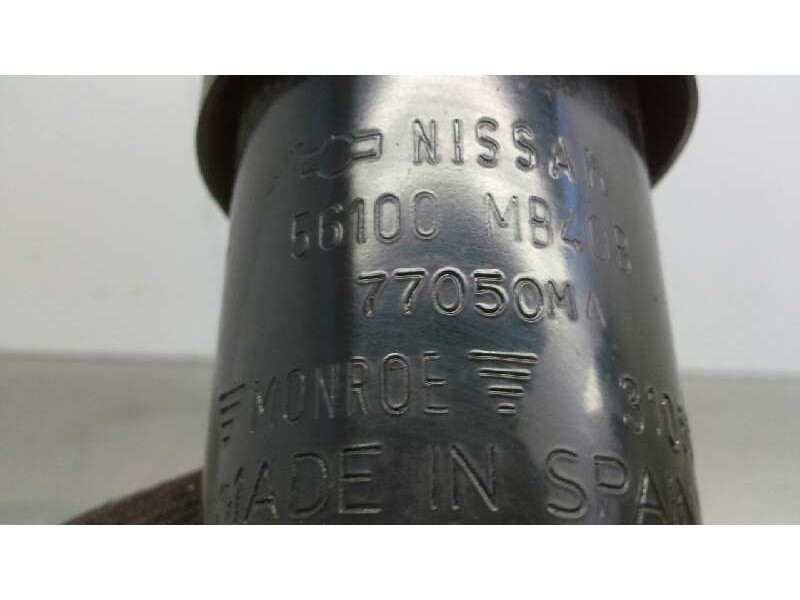 NISSAN
56100 MB40B
77050MA
MONROE
MADE IN SPAIN